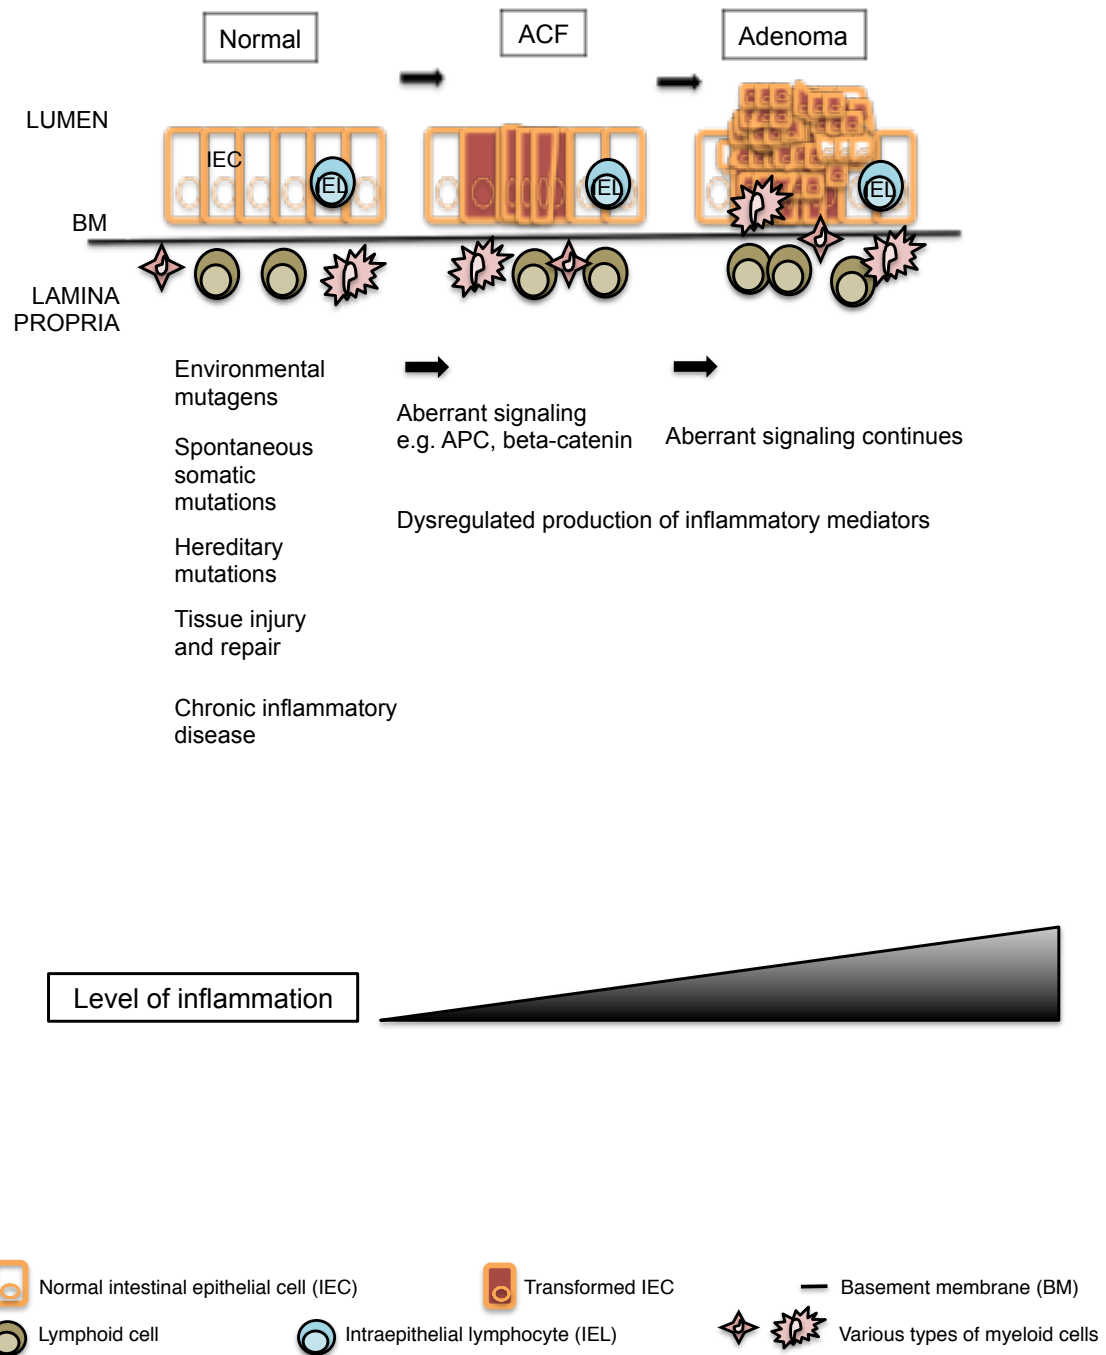 Normal
ACF
Adenoma
LUMEN
IEC
IEL
IEL
IEL
BM
LAMINA
PROPRIA
Environmental
mutagens
Spontaneous
somatic
mutations
Hereditary
mutations
Tissue injury
and repair
Chronic inflammatory
disease
Aberrant signaling
e.g. APC, beta-catenin
Aberrant signaling continues
Dysregulated production of inflammatory mediators
Level of inflammation
Normal intestinal epithelial cell (IEC)
Transformed IEC
Basement membrane (BM)
Lymphoid cell
Intraepithelial lymphocyte (IEL)
Various types of myeloid cells